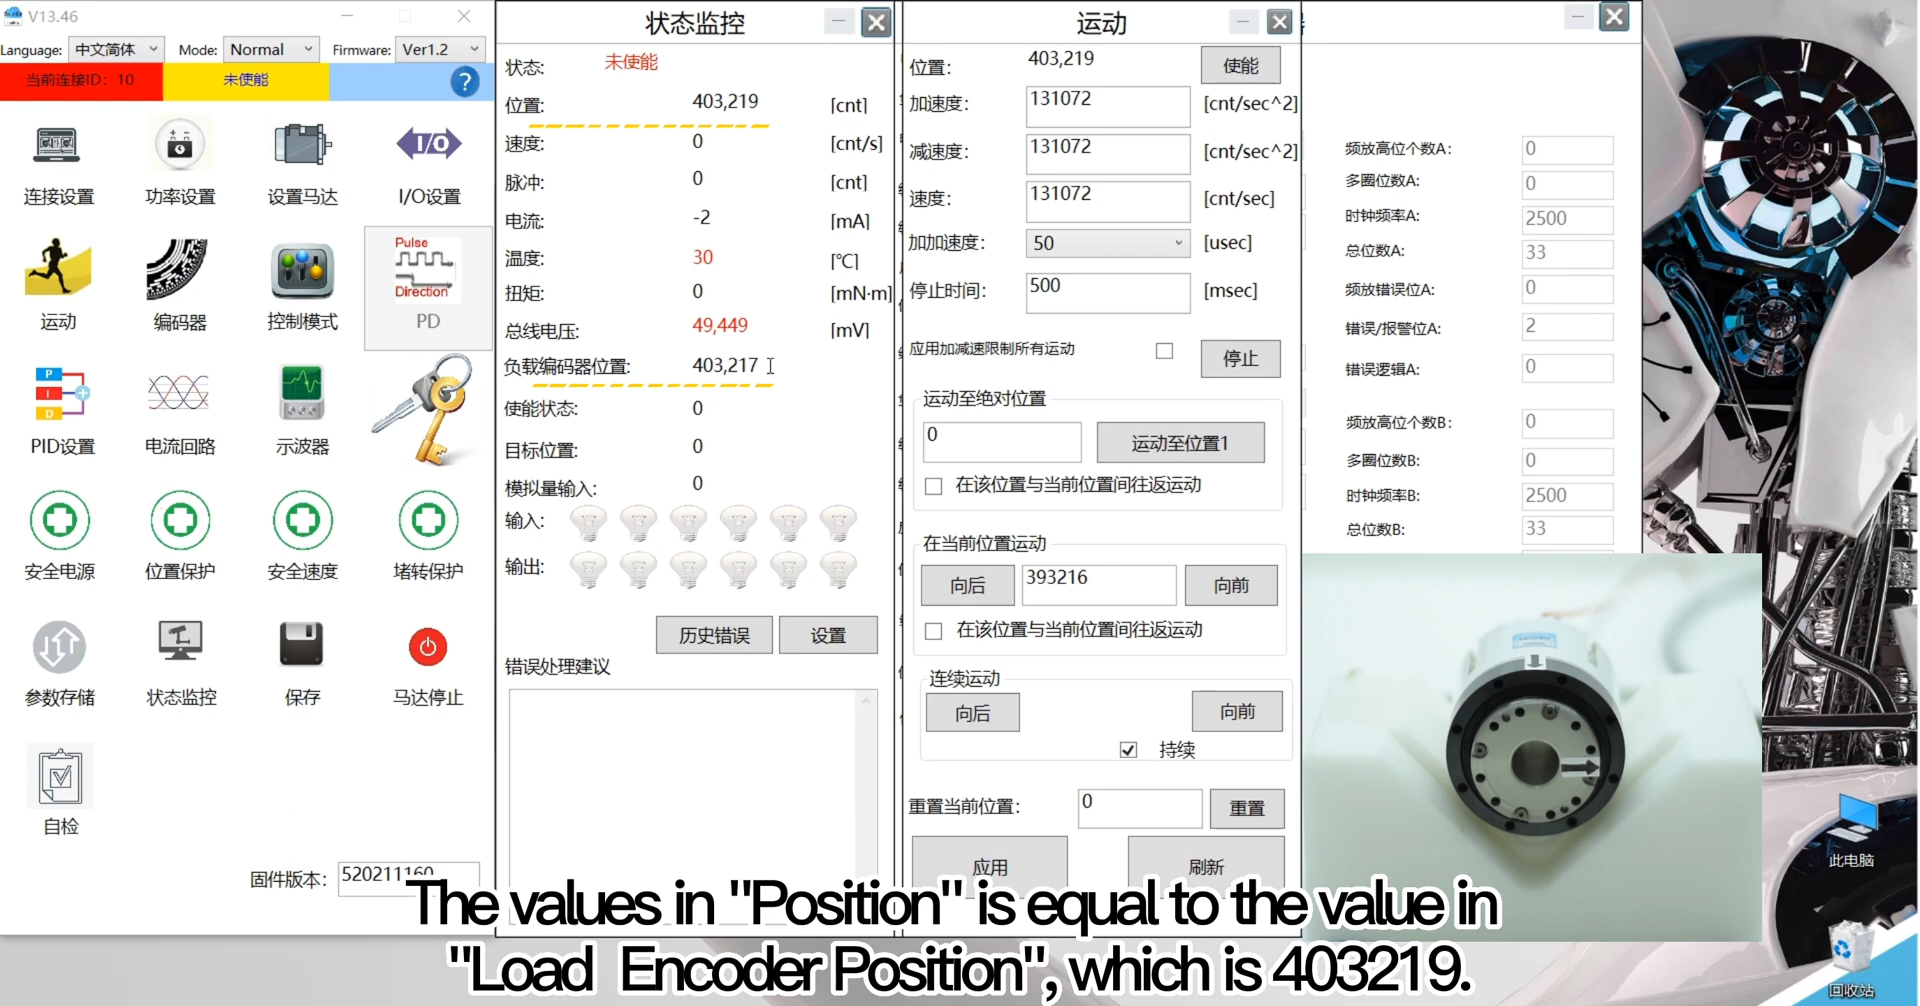 V13.46
Language: 中文简体 Mode: Normal Firmware: Ver1.2
当前连接ID: 10 未使能 ?
连接设置 功率设置 设置马达 I/O I/O设置
运动 编码器 控制模式 Pulse Direction PD
P I D
PID设置 电流回路 示波器
安全电源 位置保护 安全速度 堵转保护
参数存储 状态监控 保存 马达停止
自检
固件版本: 520211160
状态监控
状态: 未使能
位置: 403,219 [cnt]
速度: 0 [cnt/s]
脉冲: 0 [cnt]
电流: -2 [mA]
温度: 30 [℃]
扭矩: 0 [mN·m]
总线电压: 49,449 [mV]
负载编码器位置: 403,217
使能状态: 0
目标位置: 0
模拟量输入: 0
输入:
输出:
历史错误 设置
错误处理建议
运动
位置: 403,219 使能
加速度: 131072 [cnt/sec^2]
减速度: 131072 [cnt/sec^2]
速度: 131072 [cnt/sec]
加加速度: 50 [usec]
停止时间: 500 [msec]
应用加减速限制所有运动 停止
运动至绝对位置
0 运动至位置1
在该位置与当前位置间往返运动
在当前位置运动
向后 393216 向前
在该位置与当前位置间往返运动
连续运动
向后 向前
持续
重置当前位置: 0 重置
应用 刷新
频放高位个数A: 0
多圈位数A: 0
时钟频率A: 2500
总位数A: 33
频放错误位A: 0
错误/报警位A: 2
错误逻辑A: 0
频放高位个数B: 0
多圈位数B: 0
时钟频率B: 2500
总位数B: 33
此电脑
回收站
The values in "Position" is equal to the value in
"Load Encoder Position", which is 403219.